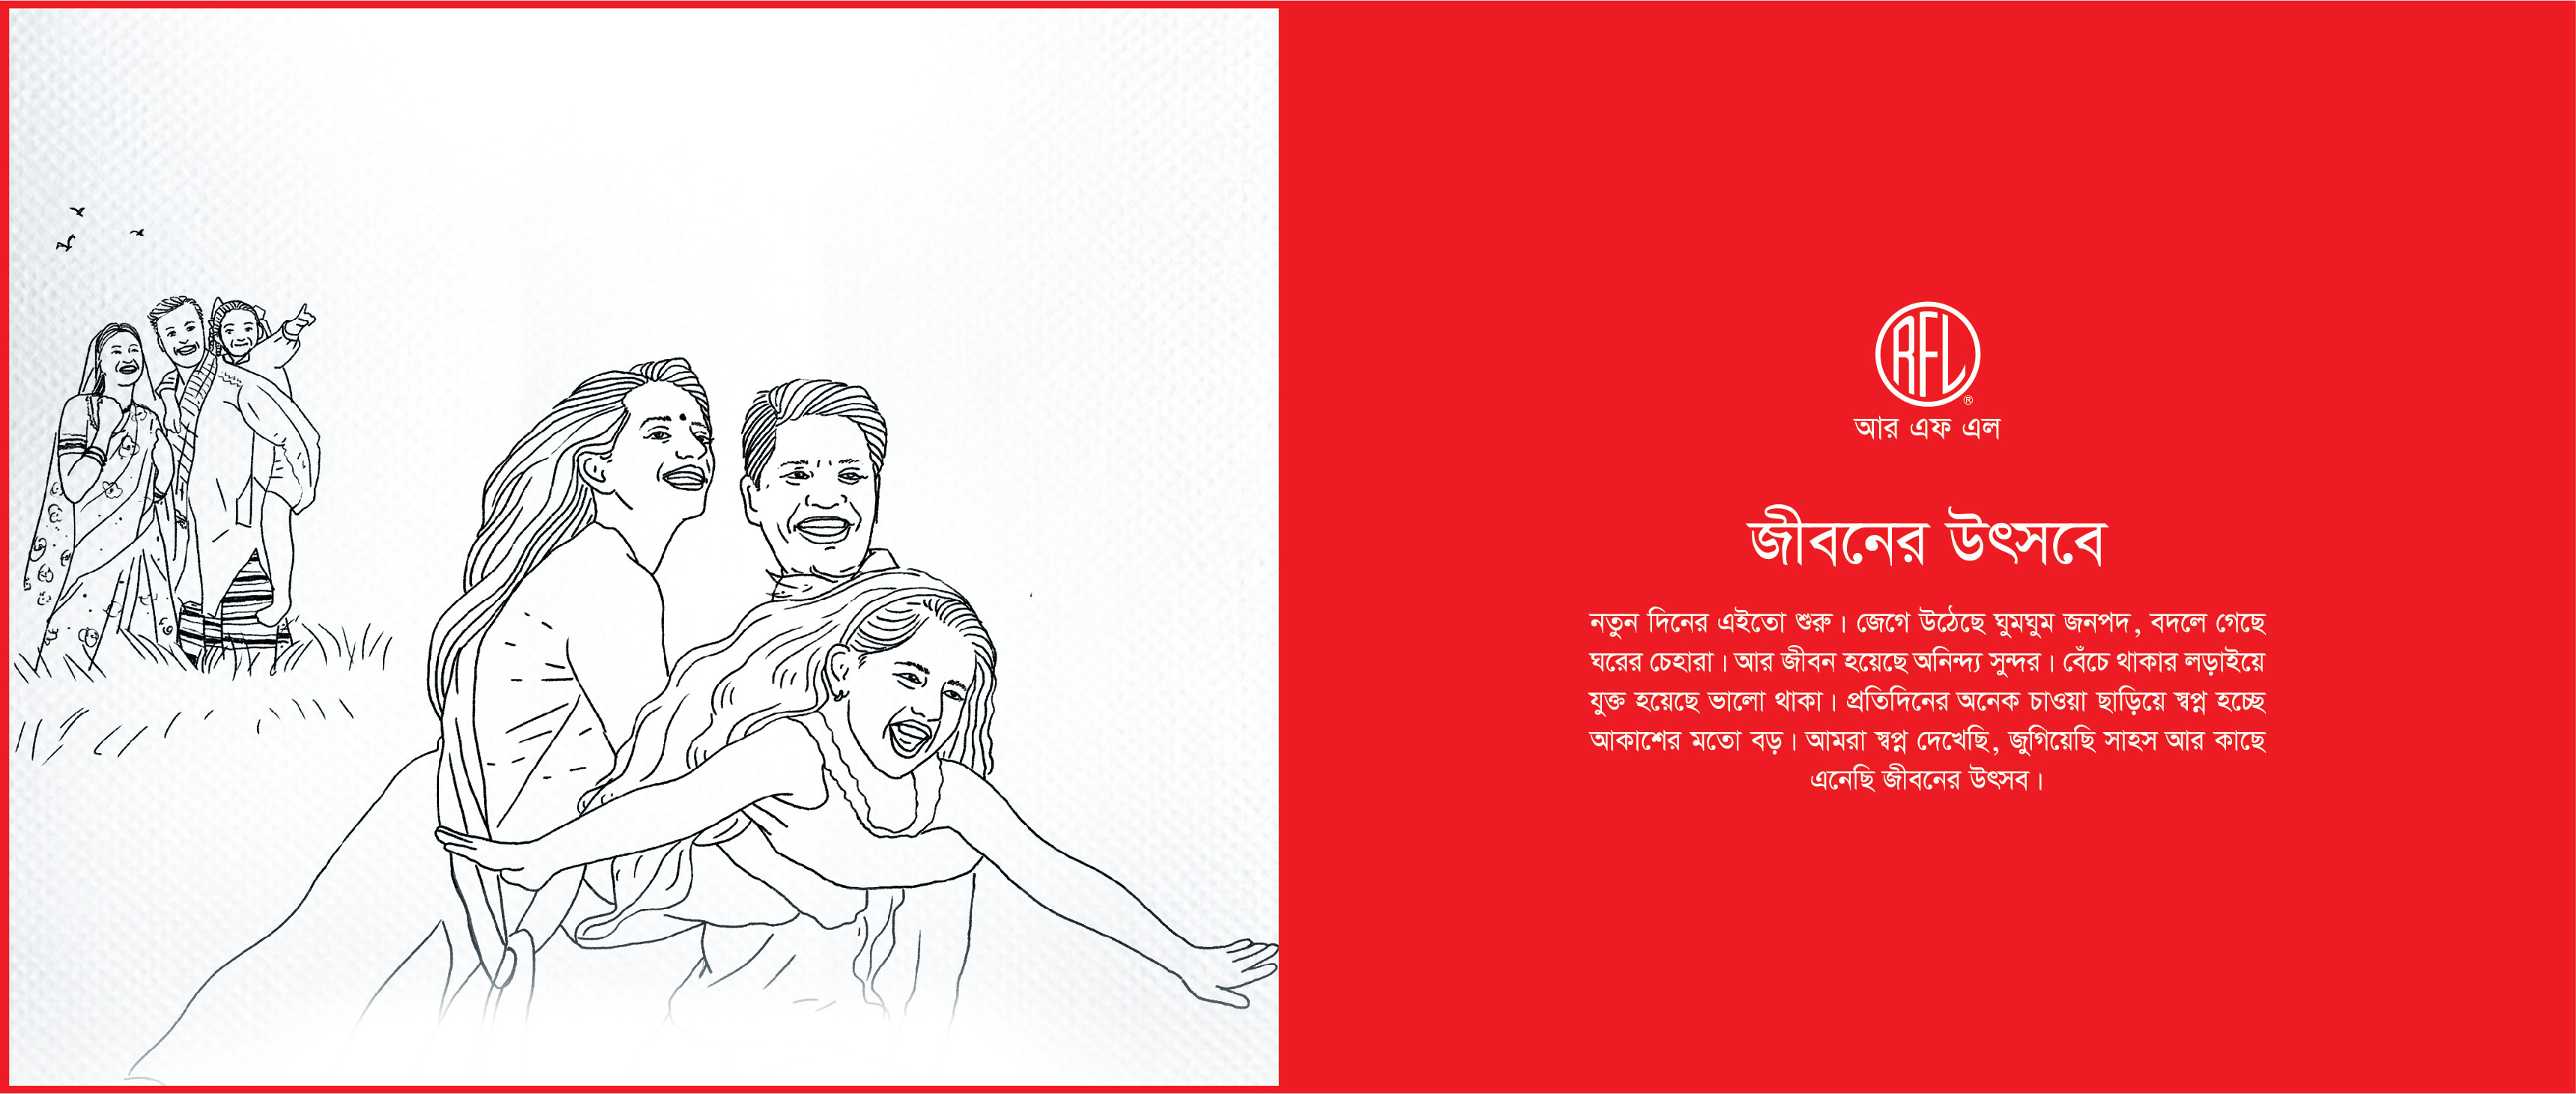 RFL
®
আর এফ এল
জীবনের উৎসবে
নতুন দিনের এইতো শুরু। জেগে উঠেছে ঘুমঘুম জনপদ, বদলে গেছে
ঘরের চেহারা। আর জীবন হয়েছে অনিন্দ্য সুন্দর। বেঁচে থাকার লড়াইয়ে
যুক্ত হয়েছে ভালো থাকা। প্রতিদিনের অনেক চাওয়া ছাড়িয়ে স্বপ্ন হচ্ছে
আকাশের মতো বড়। আমরা স্বপ্ন দেখেছি, জুগিয়েছি সাহস আর কাছে
এনেছি জীবনের উৎসব।